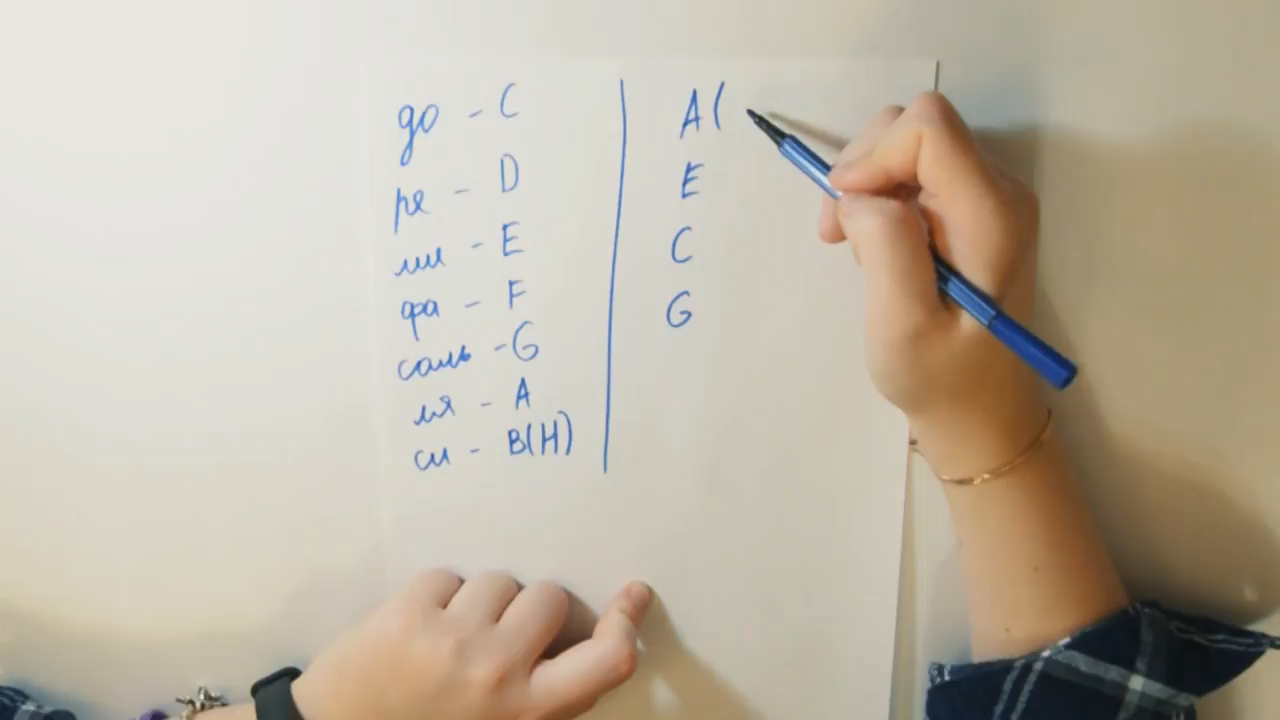 до - C
ре - D
ми - E
фа - F
соль - G
ля - A
си - B(H)
A(
E
C
G